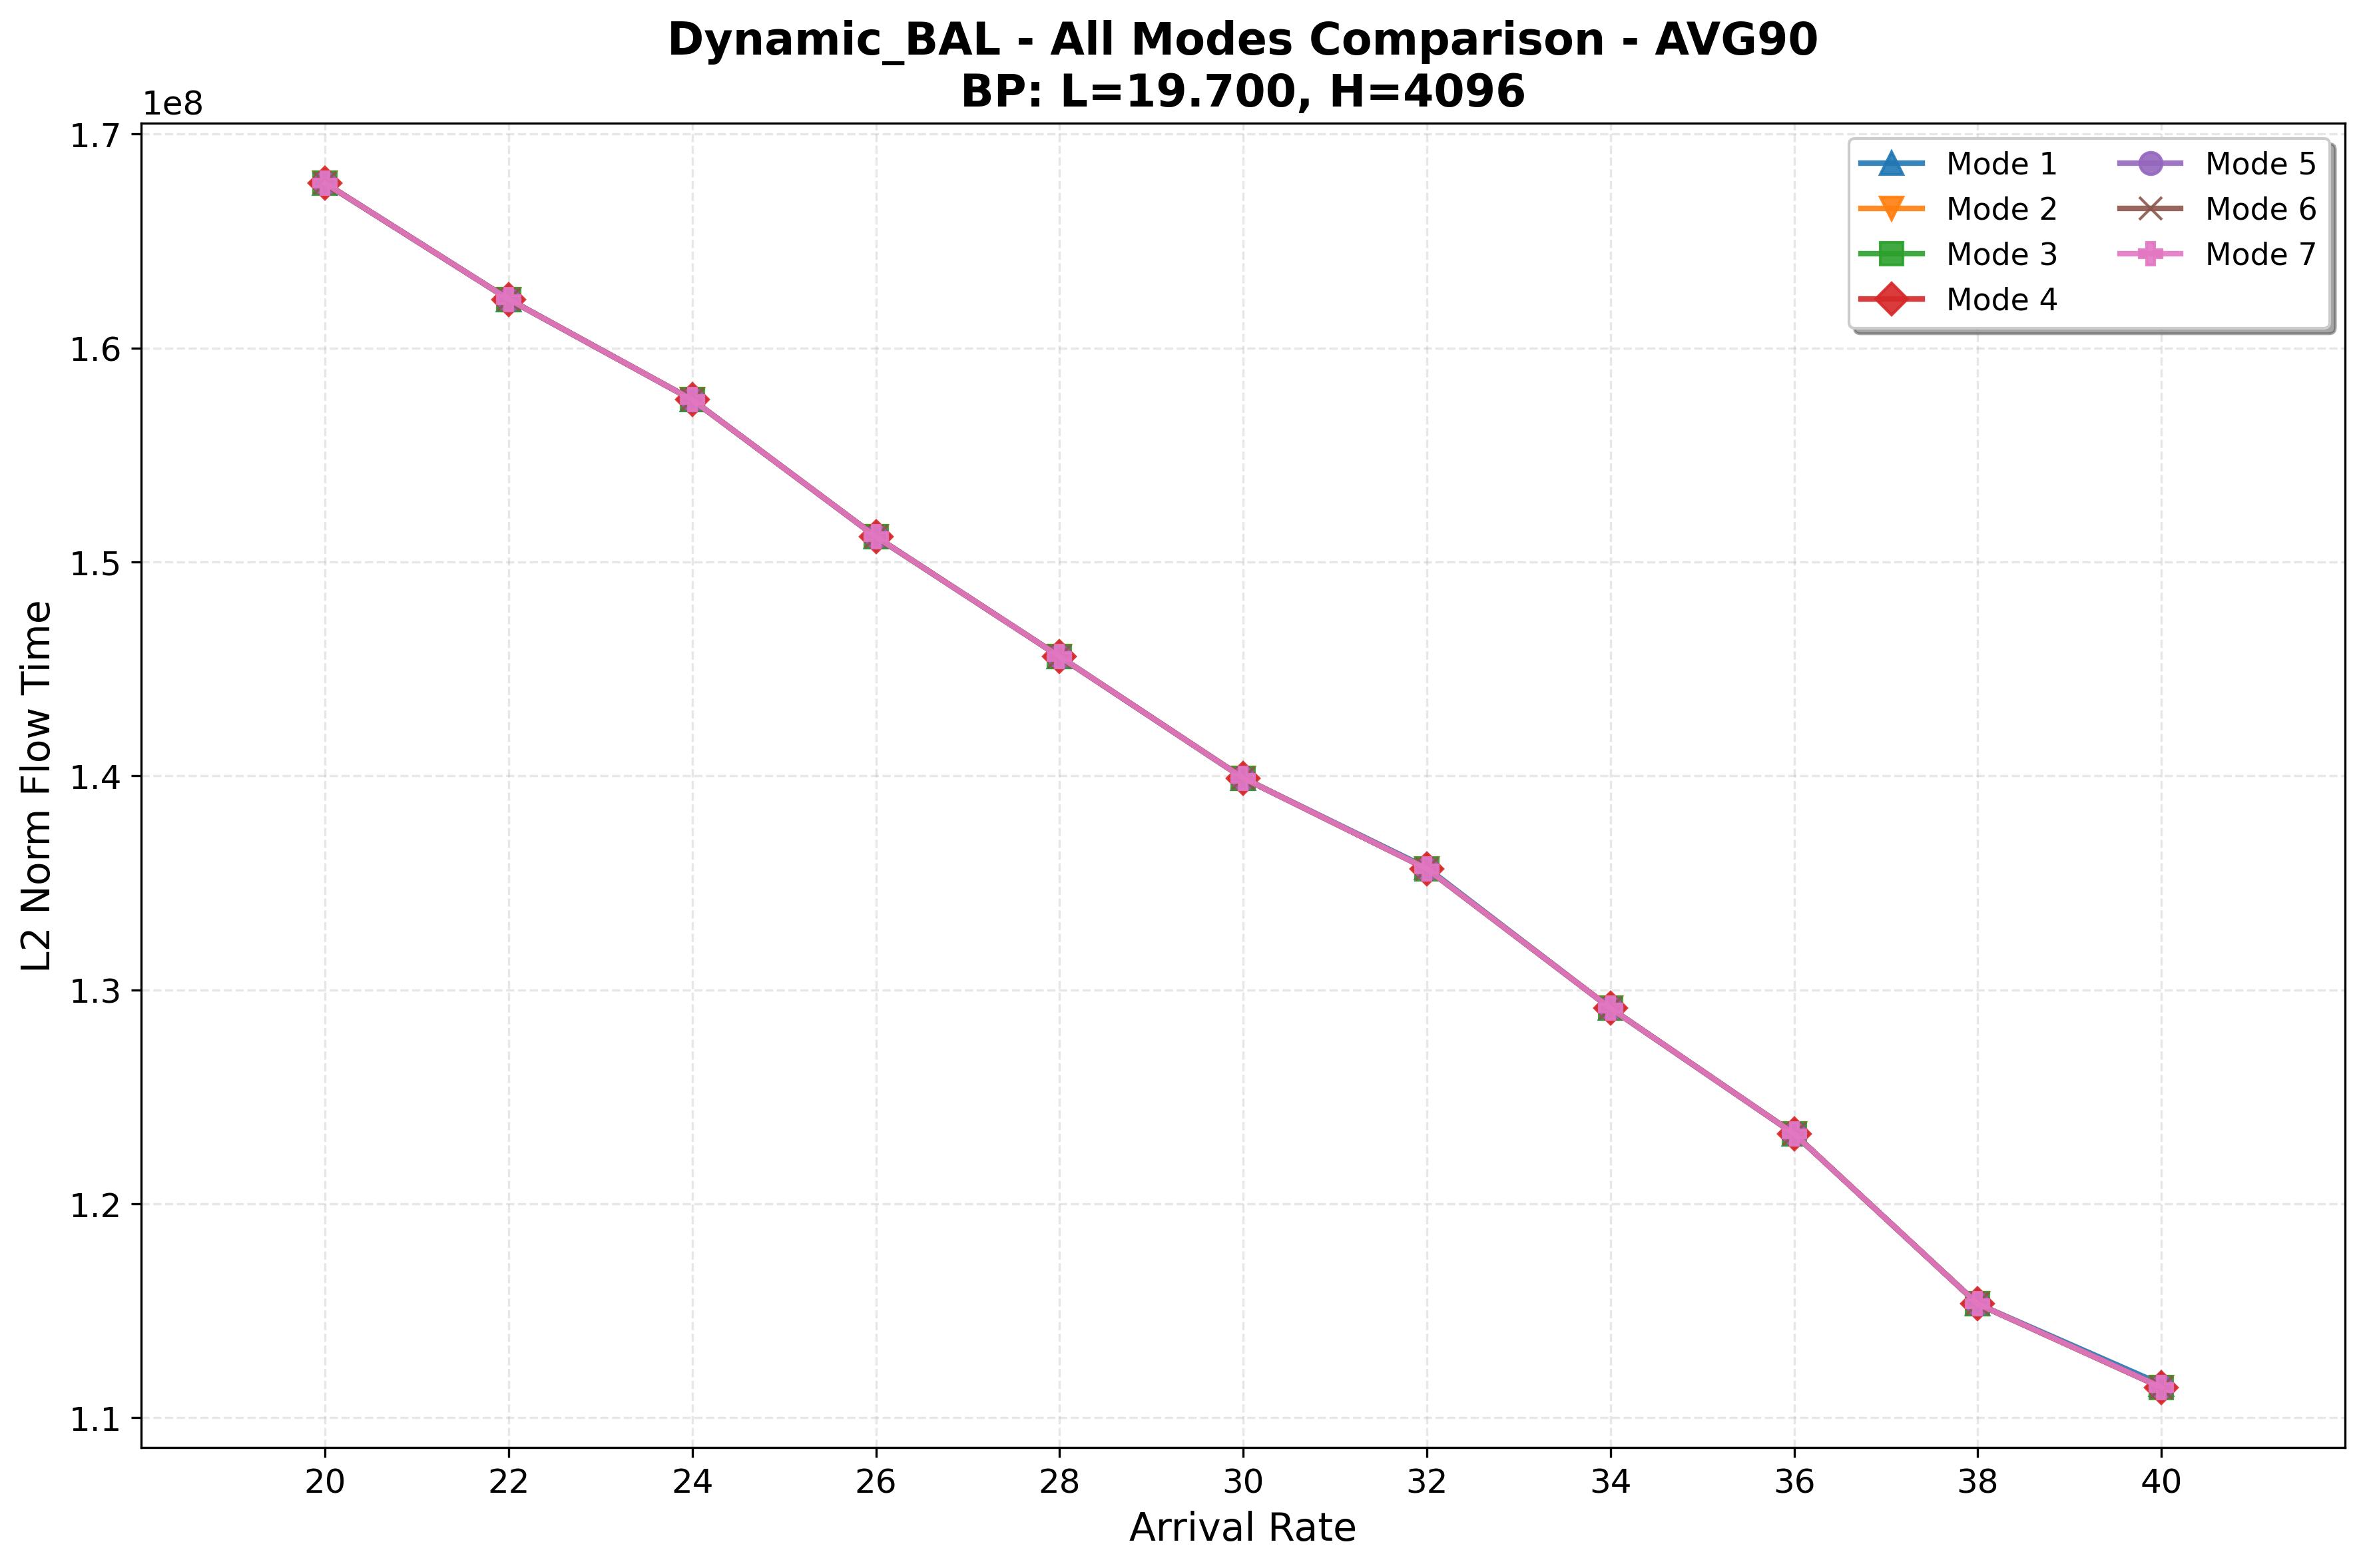 Dynamic_BAL - All Modes Comparison - AVG90
BP: L=19.700, H=4096
1e8
1.7
1.6
1.5
1.4
1.3
1.2
1.1
L2 Norm Flow Time
Mode 1
Mode 2
Mode 3
Mode 4
Mode 5
Mode 6
Mode 7
20 22 24 26 28 30 32 34 36 38 40
Arrival Rate